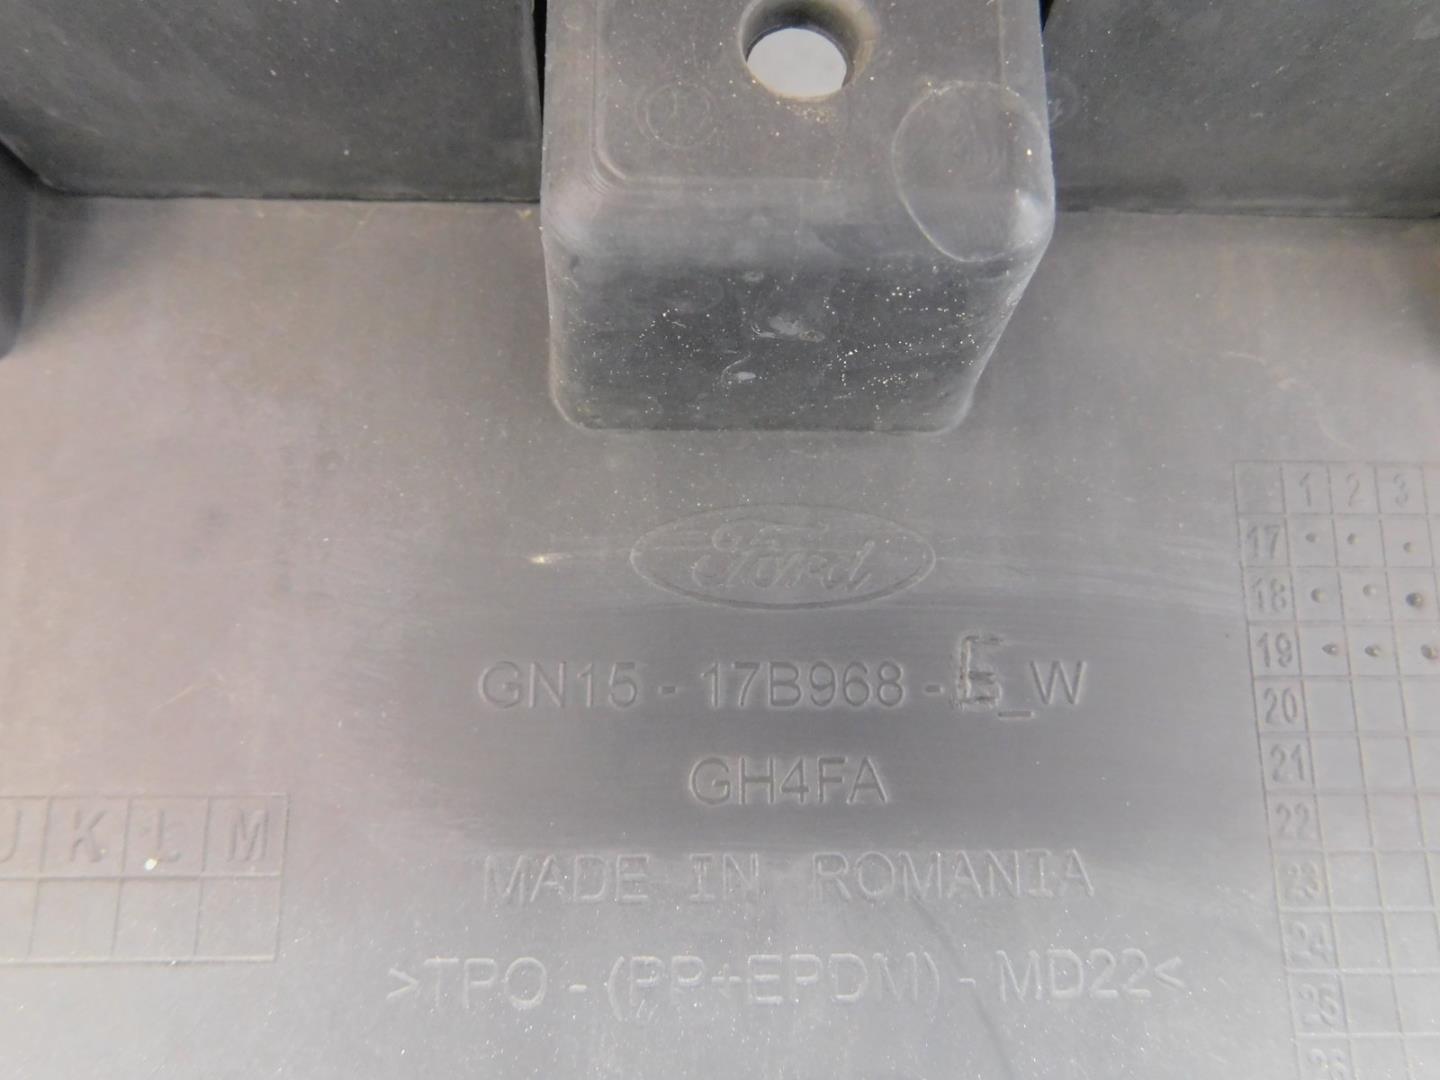 Ford
GN15 - 17B968 - E_W
GH4FA
MADE IN ROMANIA
>TPO - (PP+EPDM) - MD22<
J K L M
1 2 3
17
18
19
20
21
22
23
24
25